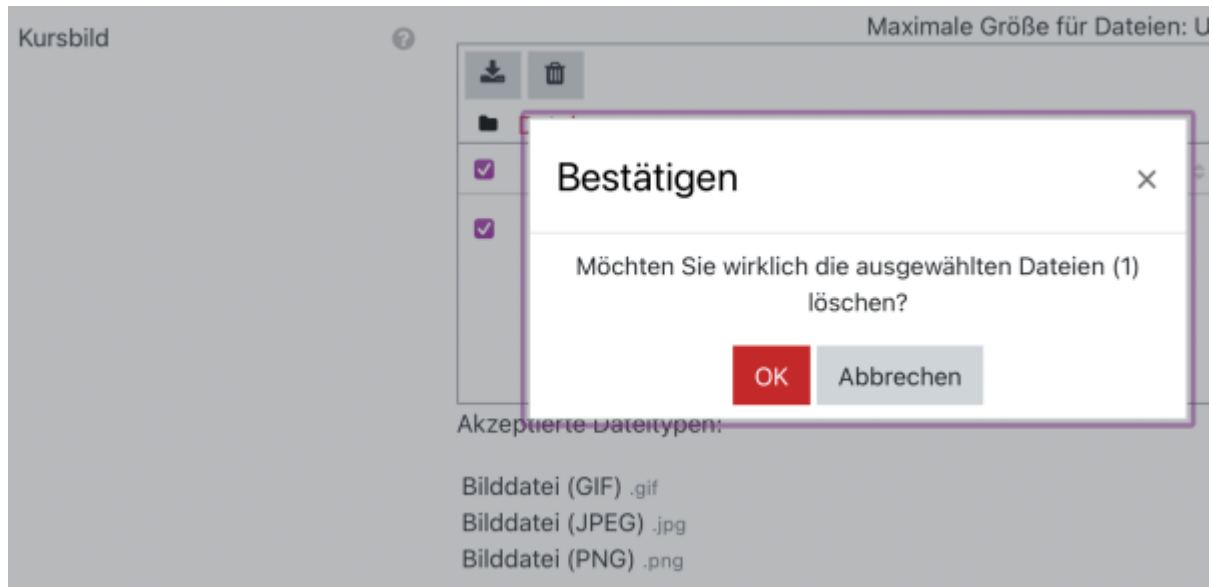 Kursbild
Maximale Größe für Dateien:
Bestätigen
Möchten Sie wirklich die ausgewählten Dateien (1)
löschen?
OK
Abbrechen
Akzeptierte Dateitypen:
Bilddatei (GIF) .gif
Bilddatei (JPEG) .jpg
Bilddatei (PNG) .png